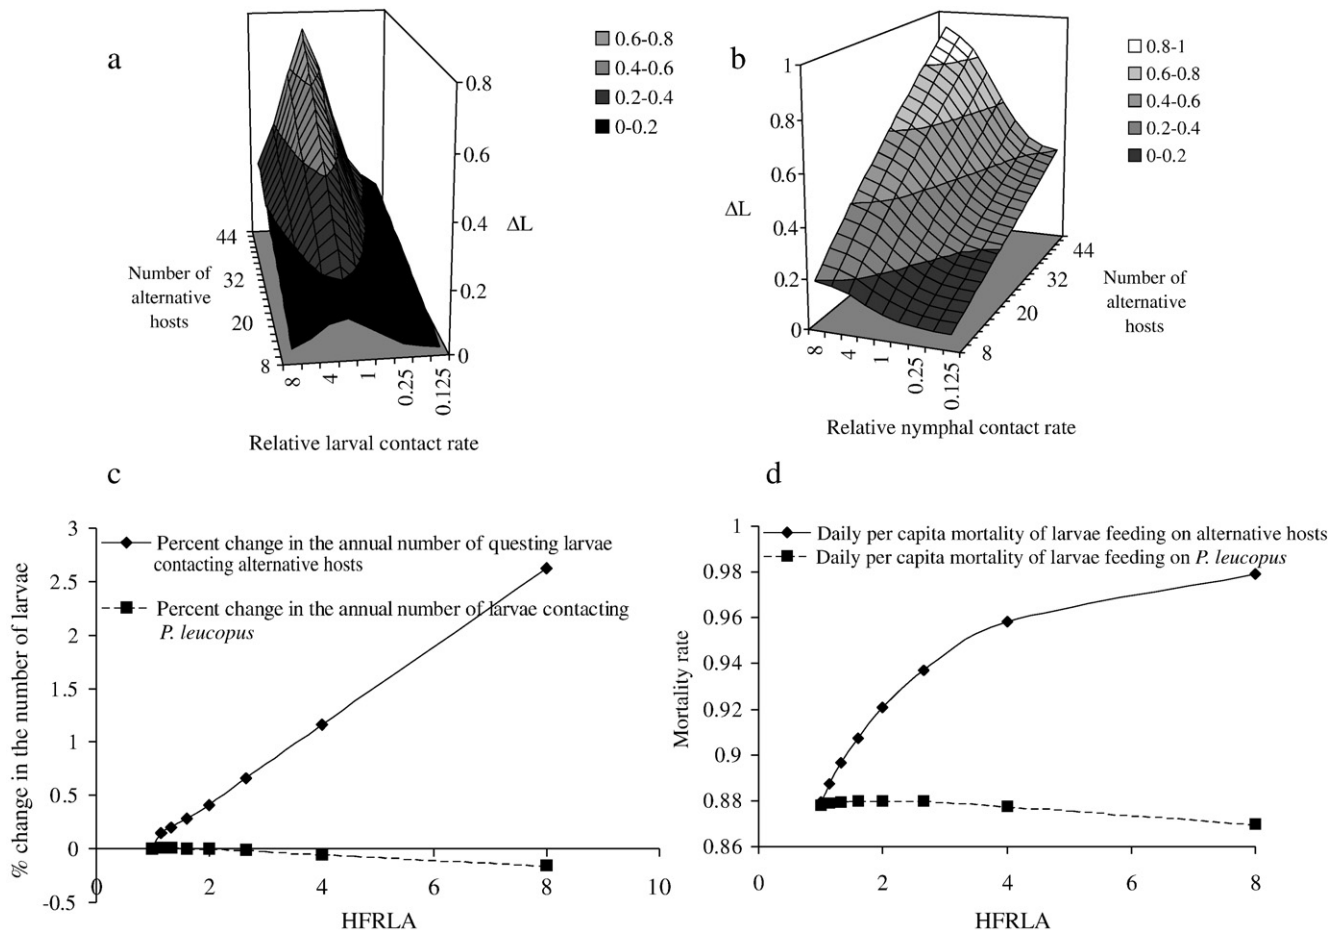 a
0.6-0.8
0.4-0.6
0.2-0.4
0-0.2
0.8
0.6
0.4
0.2
0
ΔL
44
32
20
8
Number of
alternative
hosts
8
4
1
0.25
0.125
Relative larval contact rate
b
0.8-1
0.6-0.8
0.4-0.6
0.2-0.4
0-0.2
1
0.8
0.6
0.4
0.2
0
ΔL
44
32
20
8
Number of
alternative
hosts
8
4
1
0.25
0.125
Relative nymphal contact rate
c
3
2.5
2
1.5
1
0.5
0
-0.5
% change in the number of larvae
Percent change in the annual number of questing larvae
contacting alternative hosts
Percent change in the annual number of larvae contacting
P. leucopus
0
2
4
6
8
10
HFRLA
d
1
0.98
0.96
0.94
0.92
0.9
0.88
0.86
Mortality rate
Daily per capita mortality of larvae feeding on alternative hosts
Daily per capita mortality of larvae feeding on P. leucopus
0
2
4
6
8
HFRLA